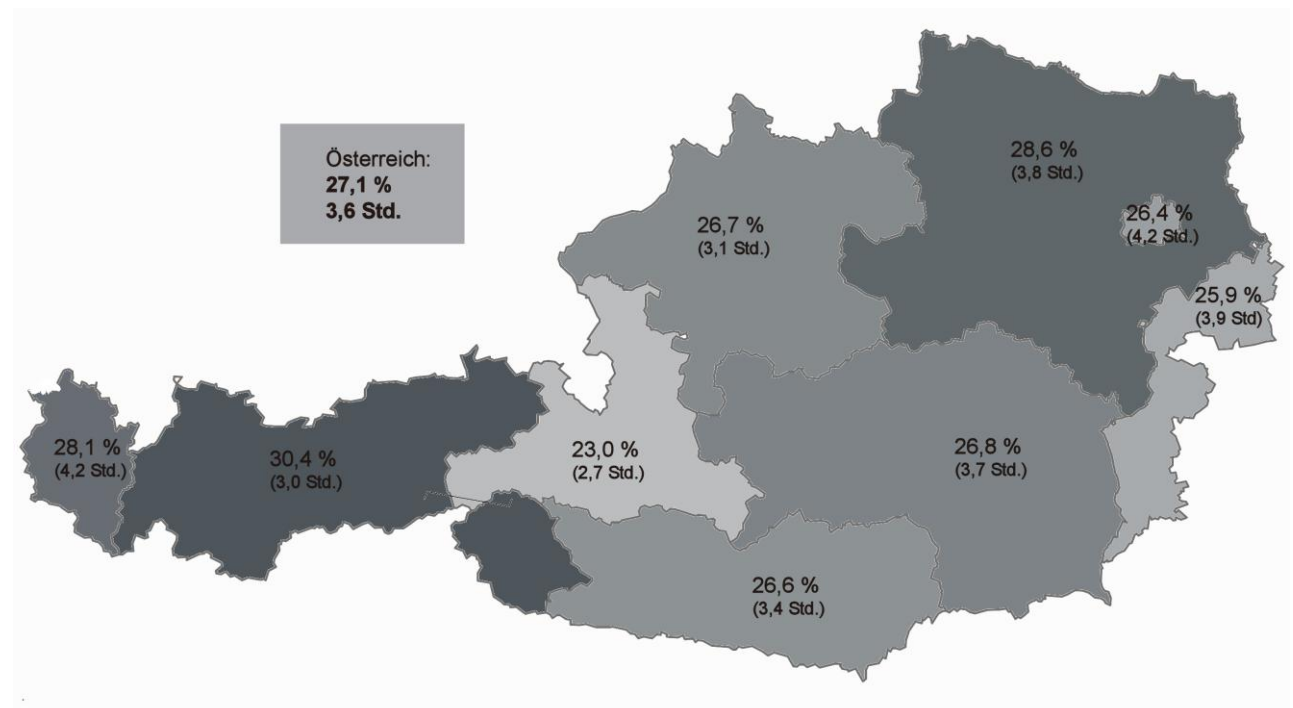 Österreich:
27,1 %
3,6 Std.
28,6 %
(3,8 Std.)
26,4 %
(4,2 Std.)
26,7 %
(3,1 Std.)
25,9 %
(3,9 Std)
28,1 %
(4,2 Std.)
30,4 %
(3,0 Std.)
23,0 %
(2,7 Std.)
26,8 %
(3,7 Std.)
26,6 %
(3,4 Std.)